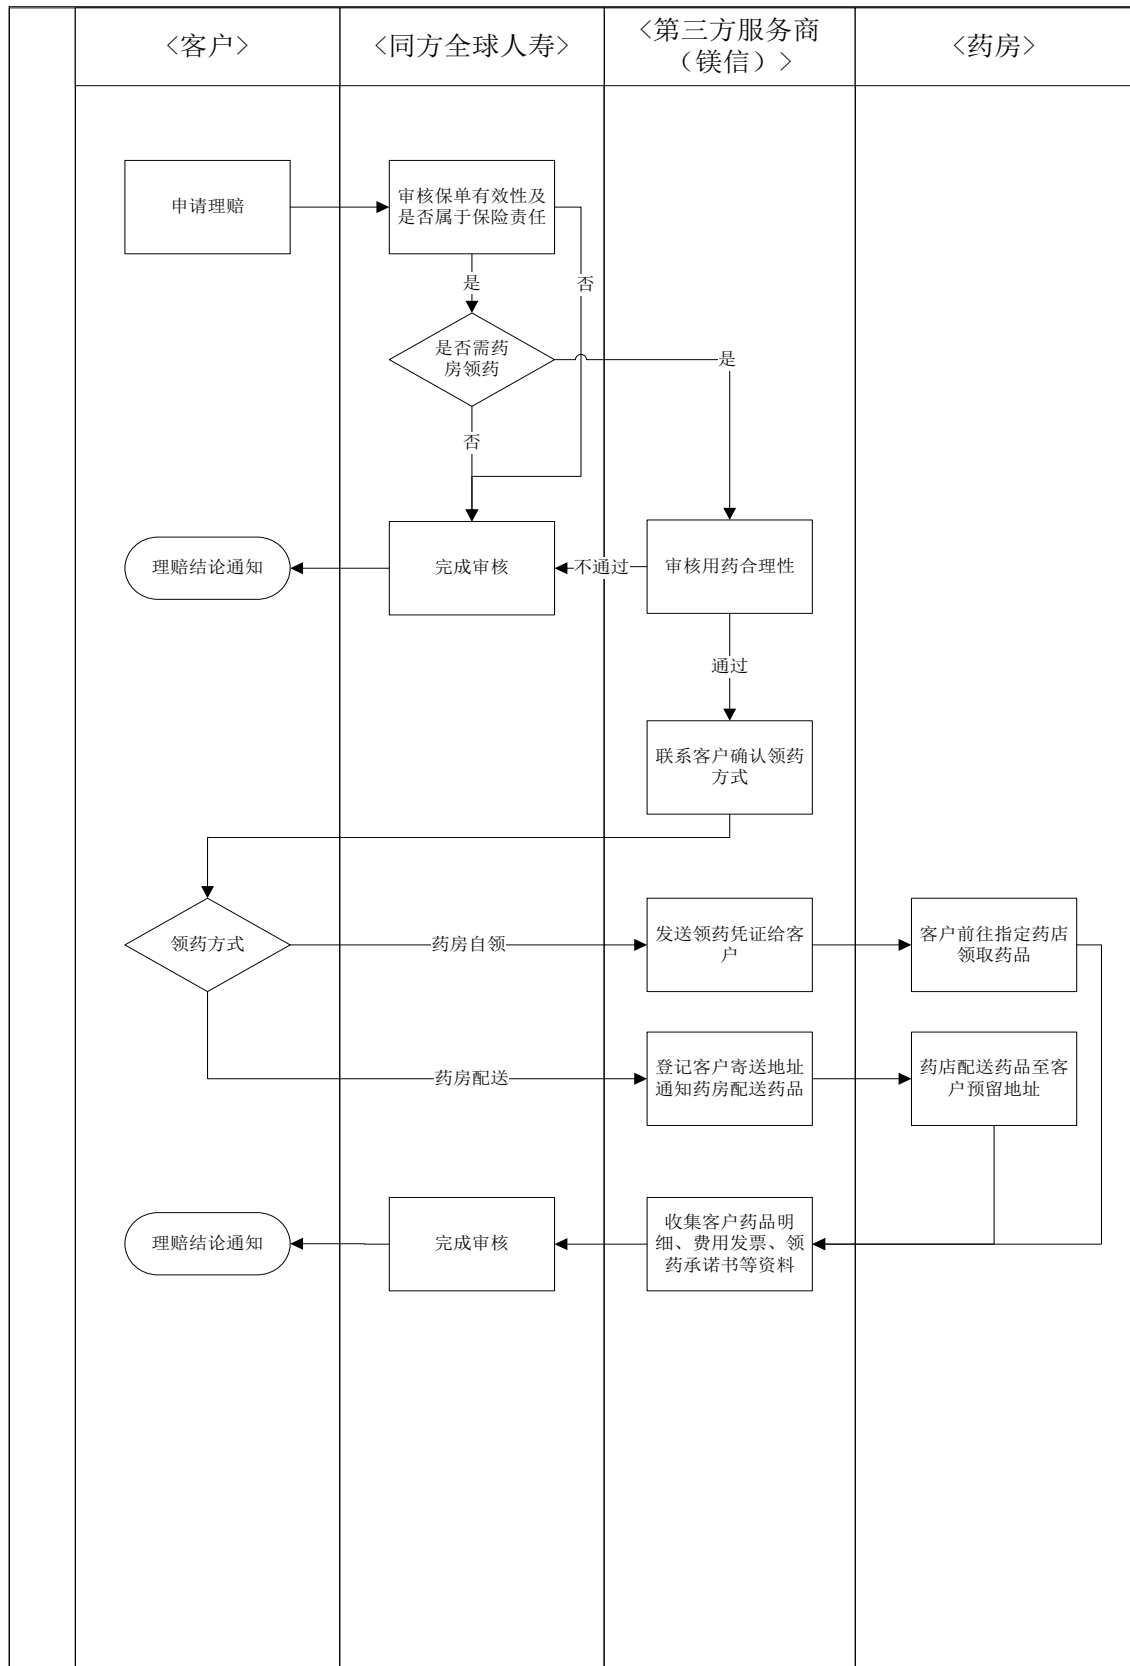 <客户>
<同方全球人寿>
<第三方服务商
（镁信）>
<药房>
申请理赔
审核保单有效性及
是否属于保险责任
是
否
是否需药
房领药
是
否
理赔结论通知
完成审核
不通过
审核用药合理性
通过
联系客户确认领药
方式
领药方式
药房自领
发送领药凭证给客
户
客户前往指定药店
领取药品
药房配送
登记客户寄送地址
通知药房配送药品
药店配送药品至客
户预留地址
理赔结论通知
完成审核
收集客户药品明
细、费用发票、领
药承诺书等资料